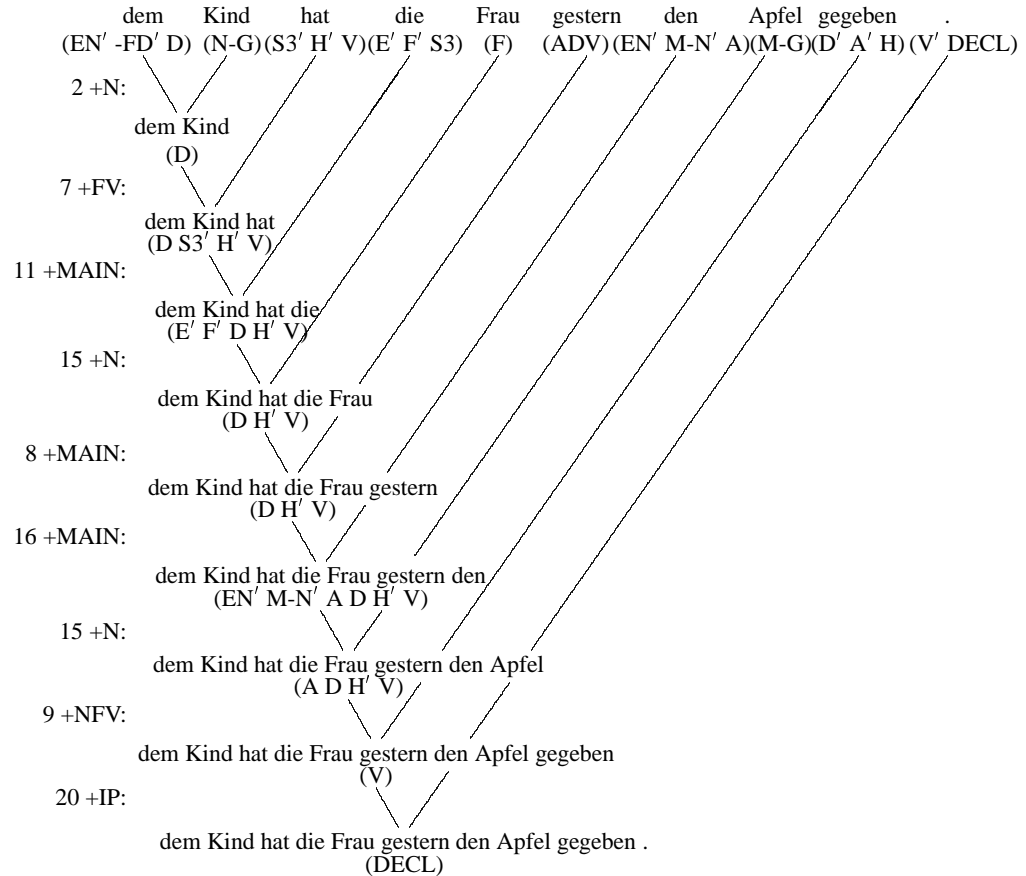 dem Kind hat die Frau gestern den Apfel gegeben .
(EN′ -FD′ D) (N-G) (S3′ H′ V) (E′ F′ S3) (F) (ADV) (EN′ M-N′ A) (M-G) (D′ A′ H) (V′ DECL)
2 +N:
dem Kind
(D)
7 +FV:
dem Kind hat
(D S3′ H′ V)
11 +MAIN:
dem Kind hat die
(E′ F′ D H′ V)
15 +N:
dem Kind hat die Frau
(D H′ V)
8 +MAIN:
dem Kind hat die Frau gestern
(D H′ V)
16 +MAIN:
dem Kind hat die Frau gestern den
(EN′ M-N′ A D H′ V)
15 +N:
dem Kind hat die Frau gestern den Apfel
(A D H′ V)
9 +NFV:
dem Kind hat die Frau gestern den Apfel gegeben
(V)
20 +IP:
dem Kind hat die Frau gestern den Apfel gegeben .
(DECL)